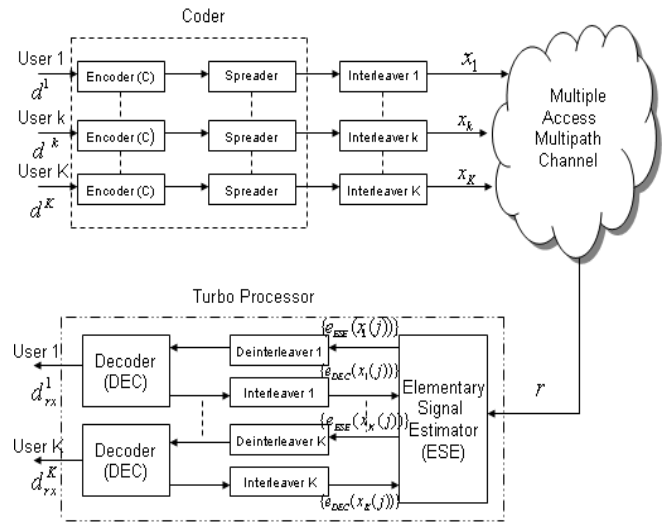 Coder
User 1
d^1
Encoder (C)
Spreader
Interleaver 1
x_1
User k
d^k
Encoder (C)
Spreader
Interleaver k
x_k
User K
d^K
Encoder (C)
Spreader
Interleaver K
x_K
Multiple
Access
Multipath
Channel
Turbo Processor
User 1
d_rx^1
Decoder
(DEC)
{e_ESE(x_1(j))}
Deinterleaver 1
{e_DEC(x_1(j))}
Interleaver 1
{e_ESE(x_K(j))}
User K
d_rx^K
Decoder
(DEC)
Deinterleaver K
Interleaver K
{e_DEC(x_K(j))}
Elementary
Signal
Estimator
(ESE)
r